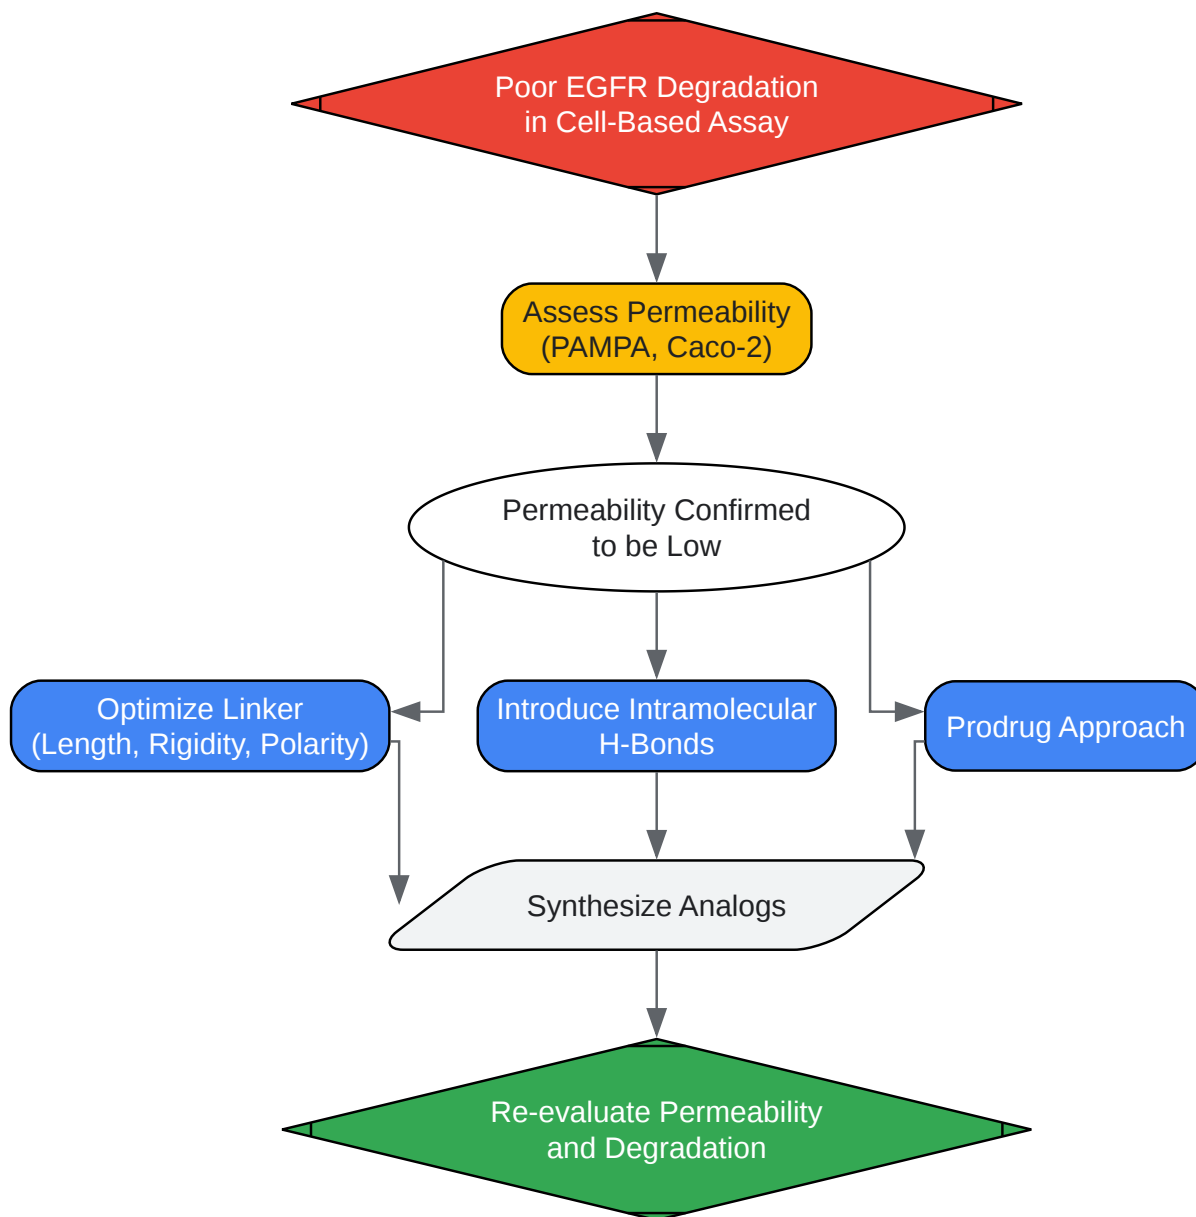 Poor EGFR Degradation
in Cell-Based Assay
Assess Permeability
(PAMPA, Caco-2)
Permeability Confirmed
to be Low
Optimize Linker
(Length, Rigidity, Polarity)
Introduce Intramolecular
H-Bonds
Prodrug Approach
Synthesize Analogs
Re-evaluate Permeability
and Degradation